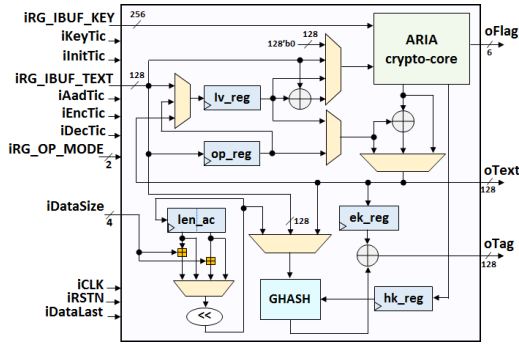 iRG_IBUF_KEY
256
iKeyTic
iInitTic
128'b0
128
ARIA
crypto-core
oFlag
6
iRG_IBUF_TEXT
128
iAadTic
iEncTic
iDecTic
iRG_OP_MODE
2
Iv_reg
op_reg
oText
128
iDataSize
4
len_ac
128
ek_reg
oTag
128
iCLK
iRSTN
iDataLast
<<
GHASH
hk_reg